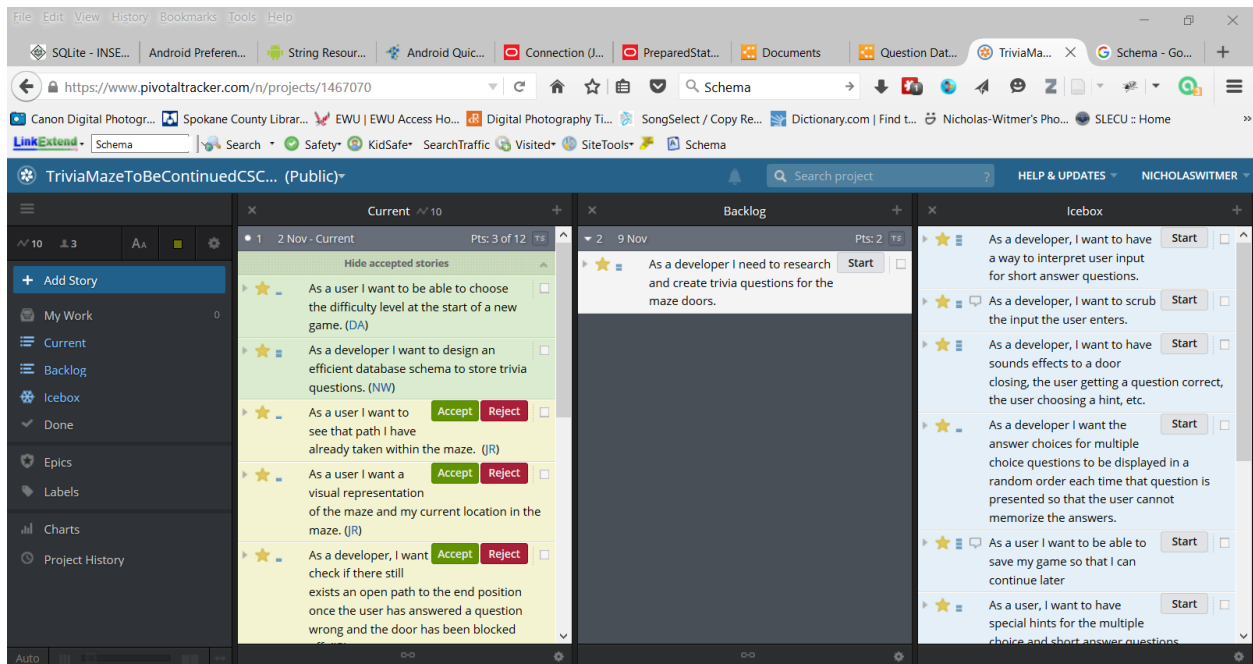 File Edit View History Bookmarks Tools Help
SQLite - INSE... Android Preferen... String Resour... Android Quic... Connection (J... PreparedStat... Documents Question Dat... TriviaMa... Schema - Go...
https://www.pivotaltracker.com/n/projects/1467070 Schema
Canon Digital Photogr... Spokane County Librar... EWU | EWU Access Ho... Digital Photography Ti... SongSelect / Copy Re... Dictionary.com | Find t... Nicholas-Witmer's Pho... SLECU :: Home
LinkExtend Schema Search Safety KidSafe SearchTraffic Visited SiteTools Schema
TriviaMazeToBeContinuedCSC... (Public) Search project ? HELP & UPDATES NICHOLASWITMER
10 3 AA
+ Add Story
My Work 0
Current
Backlog
Icebox
Done
Epics
Labels
Charts
Project History
Auto
Current 10
1 2 Nov - Current Pts: 3 of 12 TS
Hide accepted stories
As a user I want to be able to choose
the difficulty level at the start of a new
game. (DA)
As a developer I want to design an
efficient database schema to store trivia
questions. (NW)
As a user I want to Accept Reject
see that path I have
already taken within the maze. (JR)
As a user I want a Accept Reject
visual representation
of the maze and my current location in the
maze. (JR)
As a developer, I want Accept Reject
check if there still
exists an open path to the end position
once the user has answered a question
wrong and the door has been blocked
Backlog
2 9 Nov Pts: 2 TS
As a developer I need to research Start
and create trivia questions for the
maze doors.
Icebox
As a developer, I want to have Start
a way to interpret user input
for short answer questions.
As a developer, I want to scrub Start
the input the user enters.
As a developer, I want to have Start
sounds effects to a door
closing, the user getting a question correct,
the user choosing a hint, etc.
As a developer I want the Start
answer choices for multiple
choice questions to be displayed in a
random order each time that question is
presented so that the user cannot
memorize the answers.
As a user I want to be able to Start
save my game so that I can
continue later
As a user, I want to have Start
special hints for the multiple
choice and short answer questions